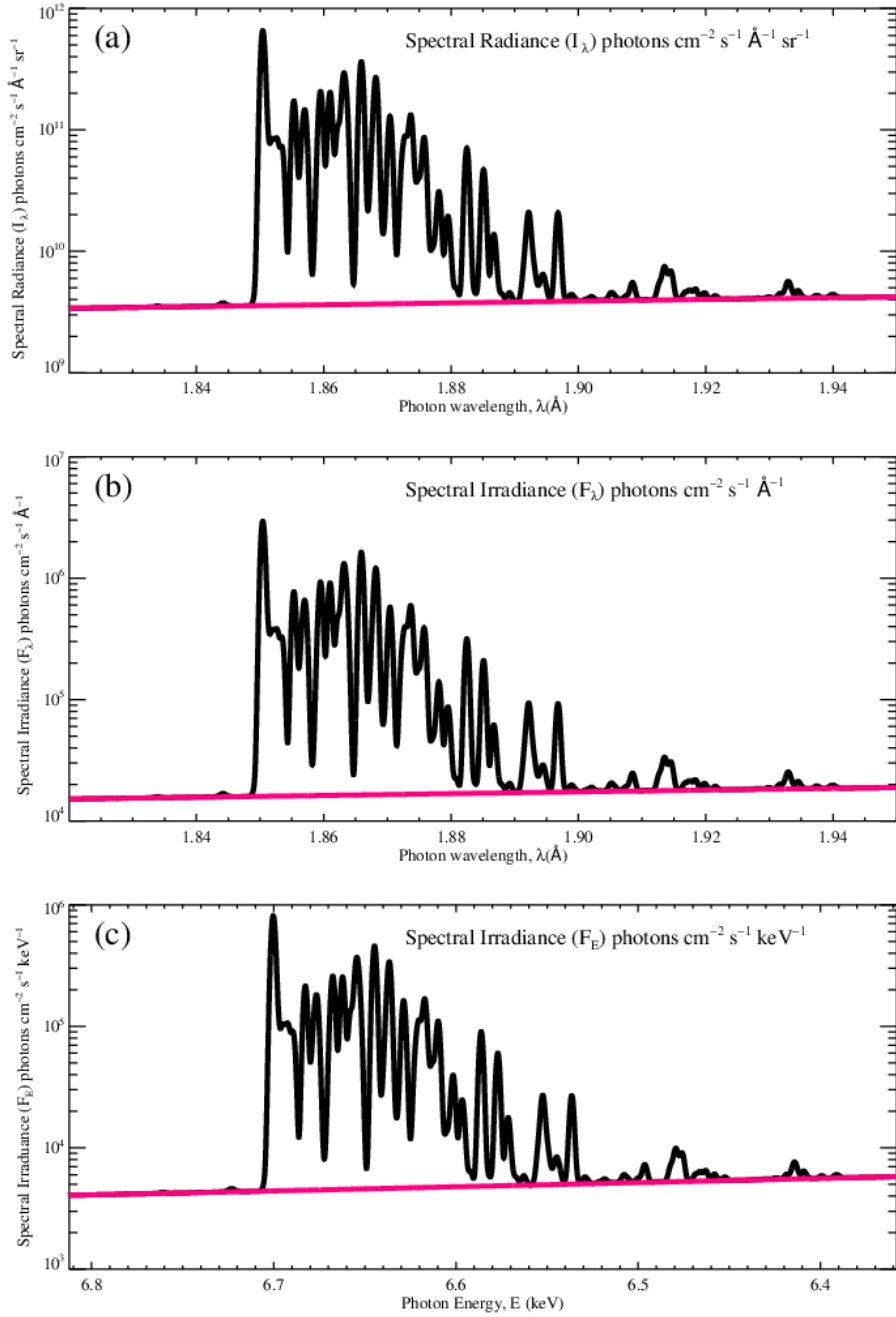 (a)
Spectral Radiance (I_λ) photons cm⁻² s⁻¹ Å⁻¹ sr⁻¹
Spectral Radiance (I_λ) photons cm⁻² s⁻¹ Å⁻¹ sr⁻¹
10¹²
10¹¹
10¹⁰
10⁹
1.84 1.86 1.88 1.90 1.92 1.94
Photon wavelength, λ(Å)
(b)
Spectral Irradiance (F_λ) photons cm⁻² s⁻¹ Å⁻¹
Spectral Irradiance (F_λ) photons cm⁻² s⁻¹ Å⁻¹
10⁷
10⁶
10⁵
10⁴
1.84 1.86 1.88 1.90 1.92 1.94
Photon wavelength, λ(Å)
(c)
Spectral Irradiance (F_E) photons cm⁻² s⁻¹ keV⁻¹
Spectral Irraduance (F_E) photons cm⁻² s⁻¹ keV⁻¹
10⁶
10⁵
10⁴
10³
6.8 6.7 6.6 6.5 6.4
Photon Energy, E (keV)